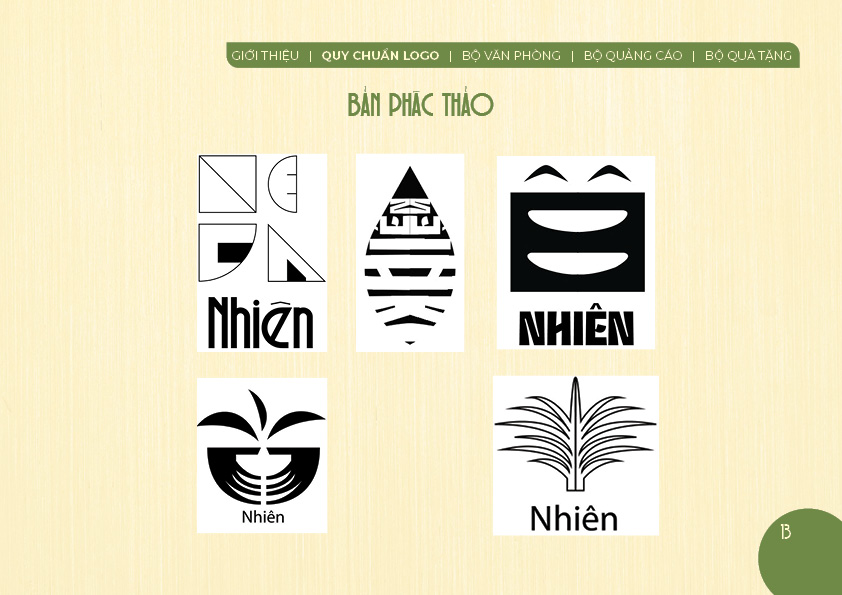 GIỚI THIỆU | QUY CHUẨN LOGO | BỘ VĂN PHÒNG | BỘ QUẢNG CÁO | BỘ QUÀ TẶNG
BẢN PHÁC THẢO
Nhiên
NHIÊN
Nhiên
Nhiên
13